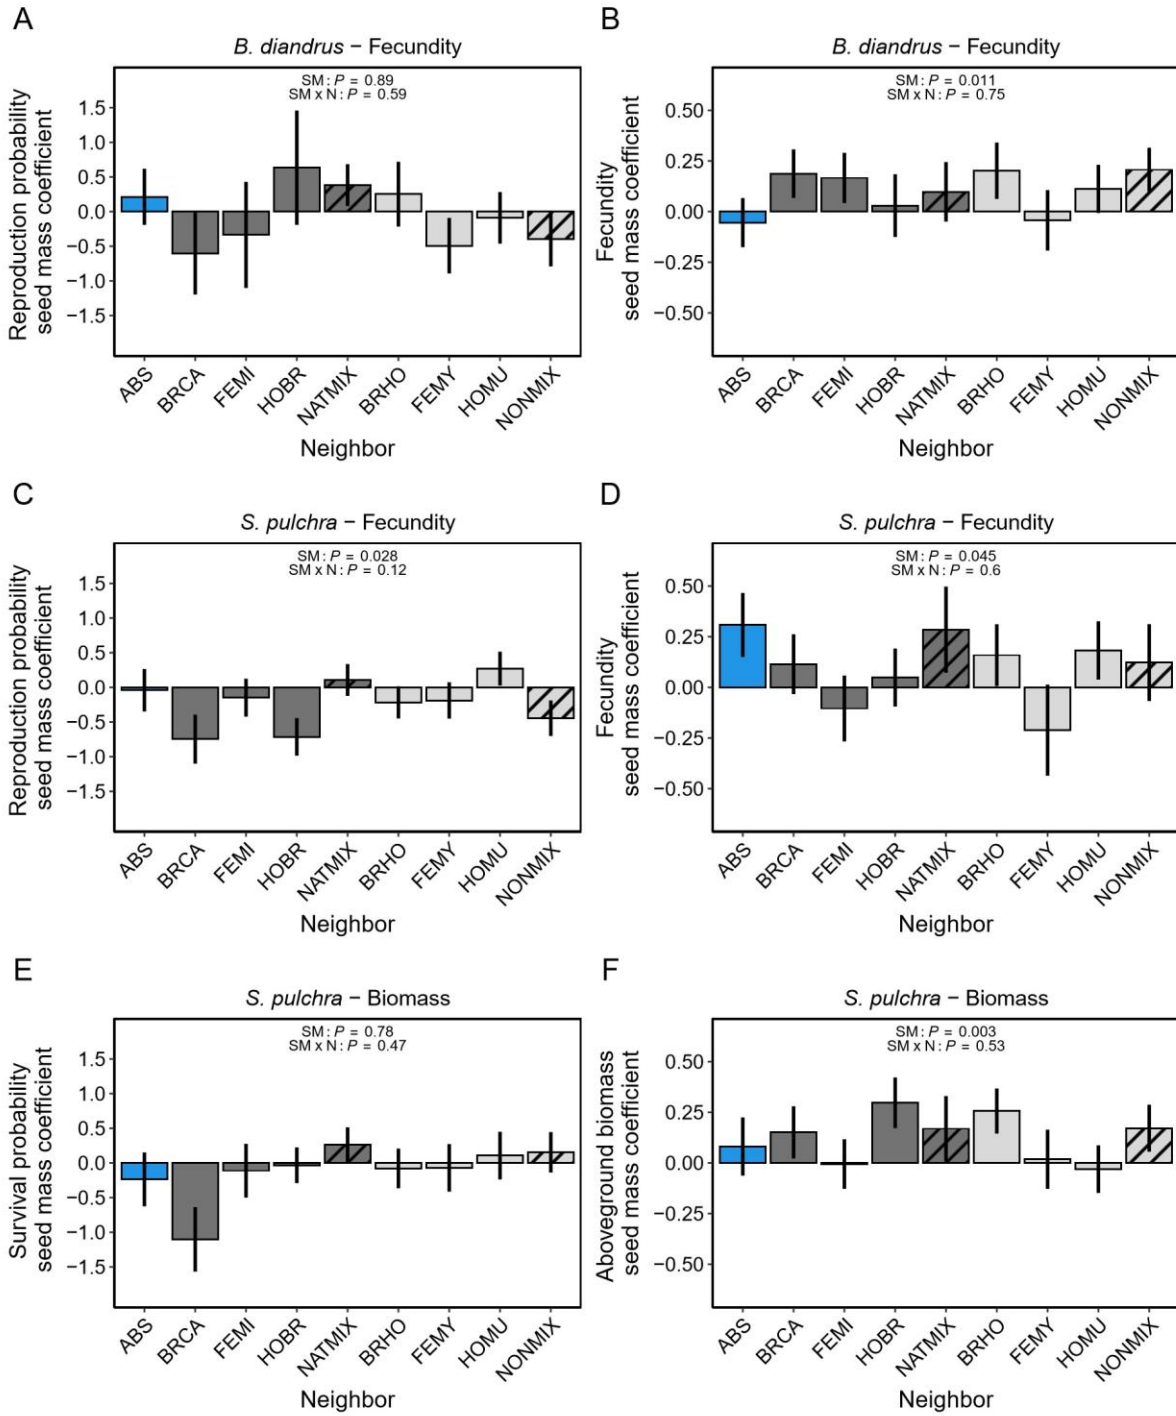 A
B. diandrus − Fecundity
SM: P = 0.89
SM x N: P = 0.59
Reproduction probability
seed mass coefficient
1.5
1.0
0.5
0.0
−0.5
−1.0
−1.5
ABS
BRCA
FEMI
HOBR
NATMIX
BRHO
FEMY
HOMU
NONMIX
Neighbor
B
B. diandrus − Fecundity
SM: P = 0.011
SM x N: P = 0.75
Fecundity
seed mass coefficient
0.50
0.25
0.00
−0.25
−0.50
ABS
BRCA
FEMI
HOBR
NATMIX
BRHO
FEMY
HOMU
NONMIX
Neighbor
C
S. pulchra − Fecundity
SM: P = 0.028
SM x N: P = 0.12
Reproduction probability
seed mass coefficient
1.5
1.0
0.5
0.0
−0.5
−1.0
−1.5
ABS
BRCA
FEMI
HOBR
NATMIX
BRHO
FEMY
HOMU
NONMIX
Neighbor
D
S. pulchra − Fecundity
SM: P = 0.045
SM x N: P = 0.6
Fecundity
seed mass coefficient
0.50
0.25
0.00
−0.25
−0.50
ABS
BRCA
FEMI
HOBR
NATMIX
BRHO
FEMY
HOMU
NONMIX
Neighbor
E
S. pulchra − Biomass
SM: P = 0.78
SM x N: P = 0.47
Survival probability
seed mass coefficient
1.5
1.0
0.5
0.0
−0.5
−1.0
−1.5
ABS
BRCA
FEMI
HOBR
NATMIX
BRHO
FEMY
HOMU
NONMIX
Neighbor
F
S. pulchra − Biomass
SM: P = 0.003
SM x N: P = 0.53
Aboveground biomass
seed mass coefficient
0.50
0.25
0.00
−0.25
−0.50
ABS
BRCA
FEMI
HOBR
NATMIX
BRHO
FEMY
HOMU
NONMIX
Neighbor